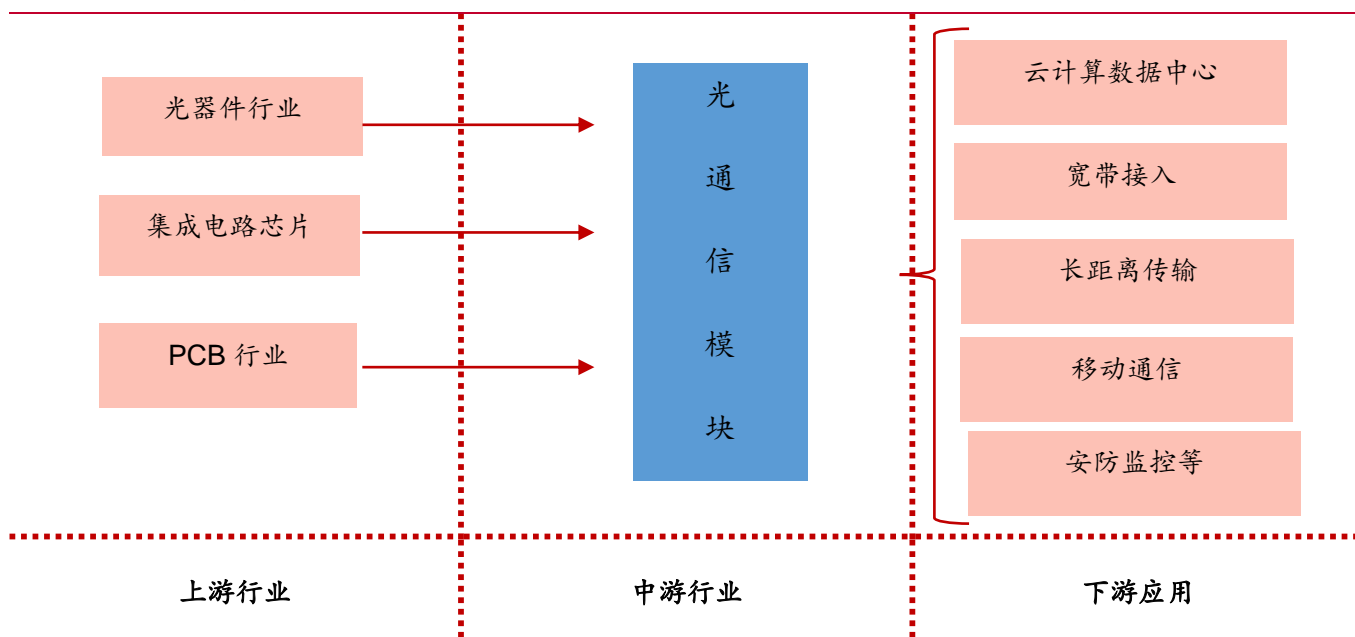 光器件行业
集成电路芯片
PCB 行业
光
通
信
模
块
云计算数据中心
宽带接入
长距离传输
移动通信
安防监控等
上游行业
中游行业
下游应用